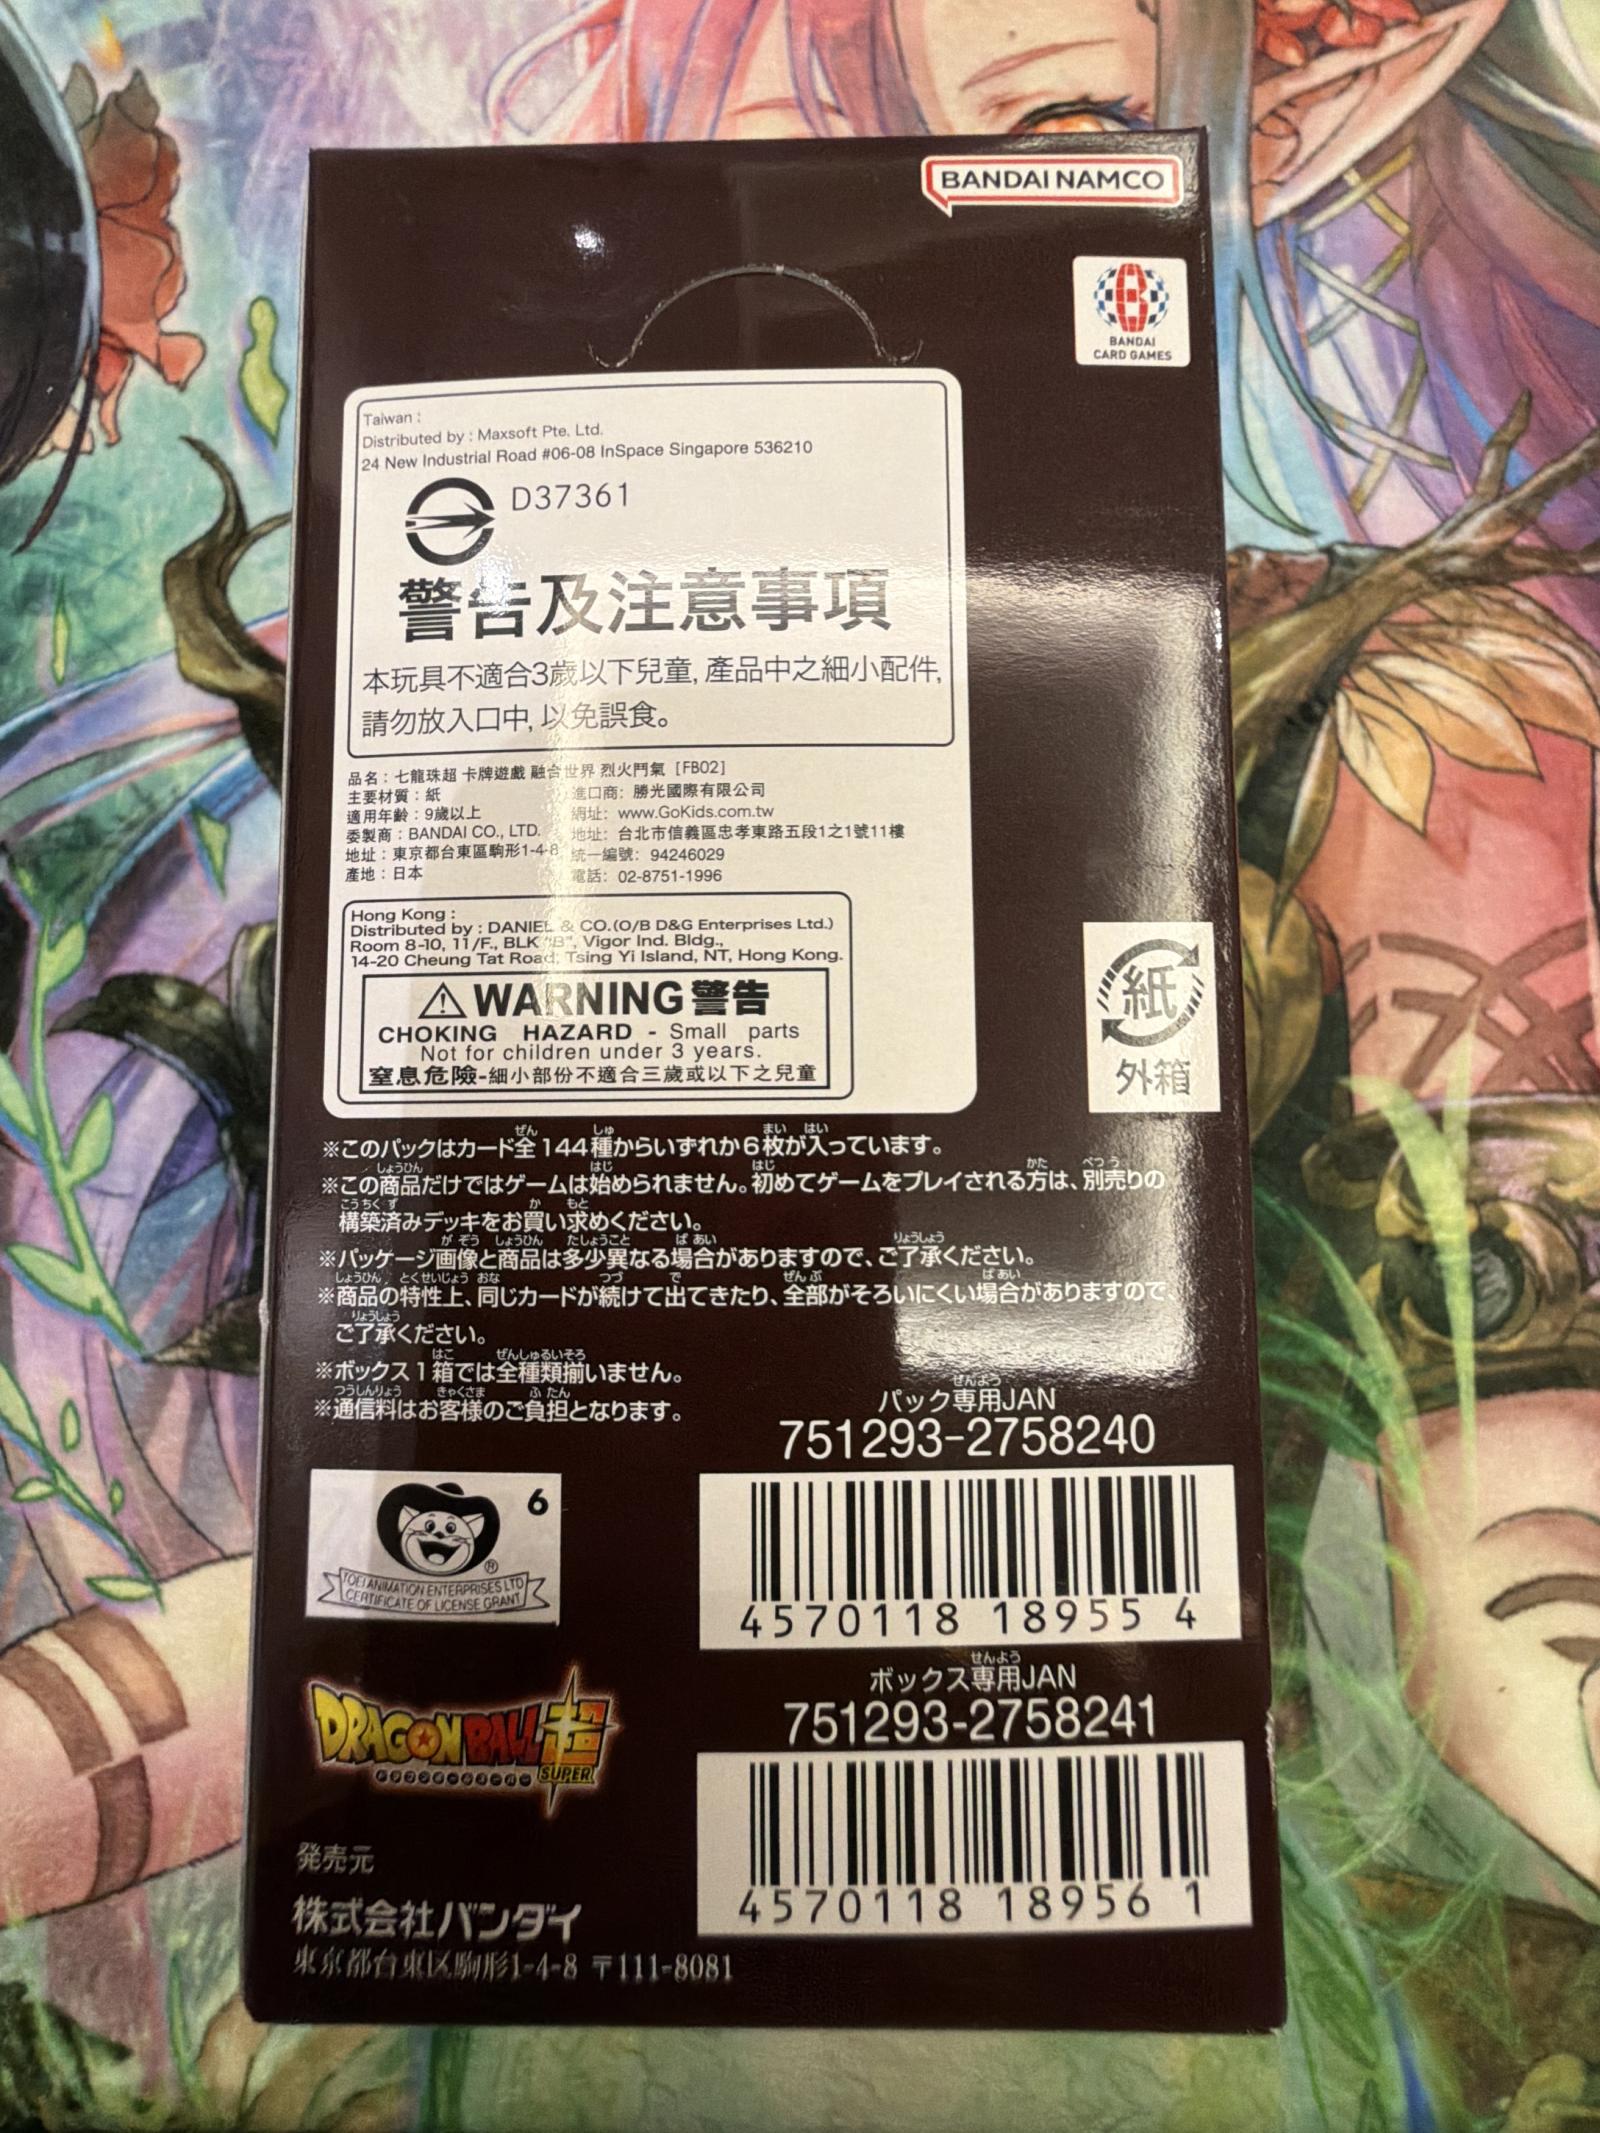 BANDAI NAMCO
BANDAI
CARD GAMES
Taiwan :
Distributed by : Maxsoft Pte. Ltd.
24 New Industrial Road #06-08 InSpace Singapore 536210
D37361
警告及注意事項
本玩具不適合3歲以下兒童, 產品中之細小配件,
請勿放入口中, 以免誤食。
品名：七龍珠超 卡牌遊戲 融合世界 烈火鬥氣［FB02］
主要材質：紙
適用年齡：9歲以上
委製商：BANDAI CO., LTD.
地址：東京都台東區駒形1-4-8
產地：日本
進口商：勝光國際有限公司
網址：www.GoKids.com.tw
地址：台北市信義區忠孝東路五段1之1號11樓
統一編號：94246029
電話：02-8751-1996
Hong Kong :
Distributed by : DANIEL & CO.(O/B D&G Enterprises Ltd.)
Room 8-10, 11/F., BLK "B", Vigor Ind. Bldg.,
14-20 Cheung Tat Road, Tsing Yi Island, NT, Hong Kong.
WARNING 警告
CHOKING HAZARD - Small parts
Not for children under 3 years.
窒息危險-細小部份不適合三歲或以下之兒童
紙
外箱
※このパックはカード全144種からいずれか6枚が入っています。
※この商品だけではゲームは始められません。初めてゲームをプレイされる方は、別売りの
構築済みデッキをお買い求めください。
※パッケージ画像と商品は多少異なる場合がありますので、ご了承ください。
※商品の特性上、同じカードが続けて出てきたり、全部がそろいにくい場合がありますので、
ご了承ください。
※ボックス1箱では全種類揃いません。
※通信料はお客様のご負担となります。
パック専用JAN
751293-2758240
4570118 18955 4
6
TOEI ANIMATION ENTERPRISES LTD
CERTIFICATE OF LICENSE GRANT
ボックス専用JAN
751293-2758241
4570118 18956 1
DRAGON BALL超
ドラゴンボールスーパー SUPER
発売元
株式会社バンダイ
東京都台東区駒形1-4-8 〒111-8081